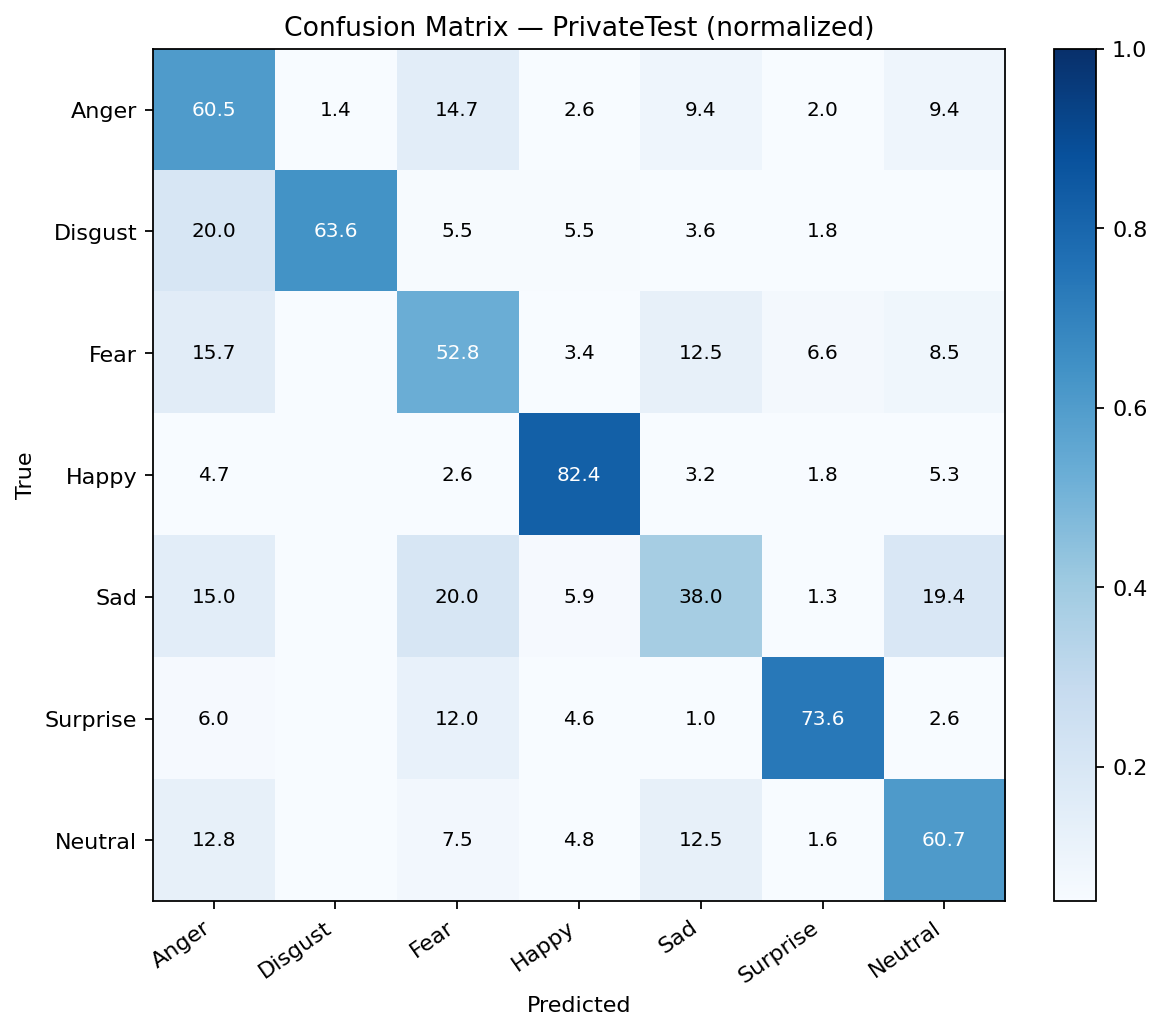 Confusion Matrix — PrivateTest (normalized)
Anger 60.5 1.4 14.7 2.6 9.4 2.0 9.4
Disgust 20.0 63.6 5.5 5.5 3.6 1.8
Fear 15.7 52.8 3.4 12.5 6.6 8.5
Happy 4.7 2.6 82.4 3.2 1.8 5.3
Sad 15.0 20.0 5.9 38.0 1.3 19.4
Surprise 6.0 12.0 4.6 1.0 73.6 2.6
Neutral 12.8 7.5 4.8 12.5 1.6 60.7
Anger Disgust Fear Happy Sad Surprise Neutral
Predicted
True
1.0
0.8
0.6
0.4
0.2